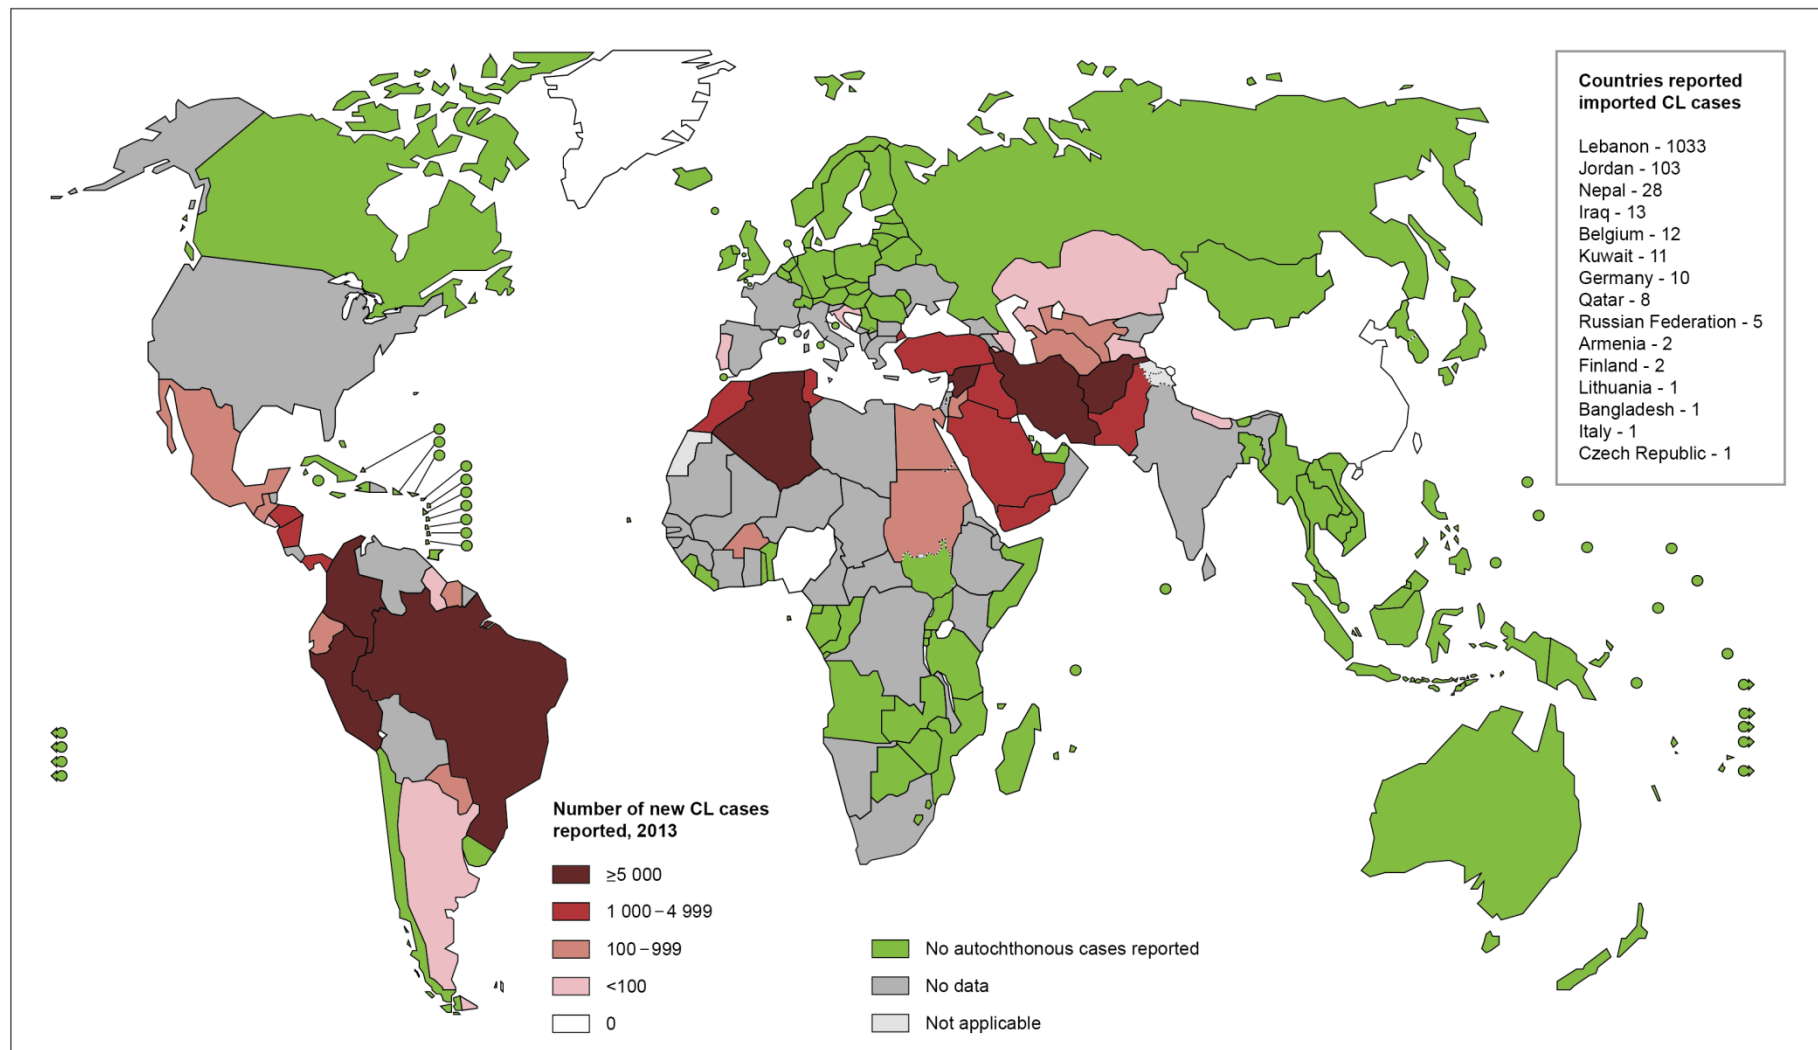 Countries reported
imported CL cases
Lebanon - 1033
Jordan - 103
Nepal - 28
Iraq - 13
Belgium - 12
Kuwait - 11
Germany - 10
Qatar - 8
Russian Federation - 5
Armenia - 2
Finland - 2
Lithuania - 1
Bangladesh - 1
Italy - 1
Czech Republic - 1
Number of new CL cases
reported, 2013
≥5 000
1 000–4 999
100–999
<100
0
No autochthonous cases reported
No data
Not applicable